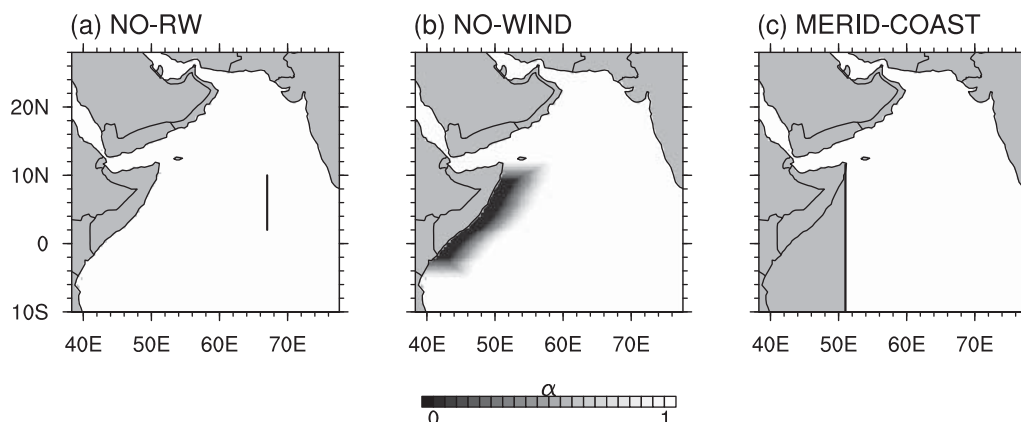 (a) NO-RW (b) NO-WIND (c) MERID-COAST
20N
10N
0
10S
40E 50E 60E 70E 40E 50E 60E 70E 40E 50E 60E 70E
α
0 1